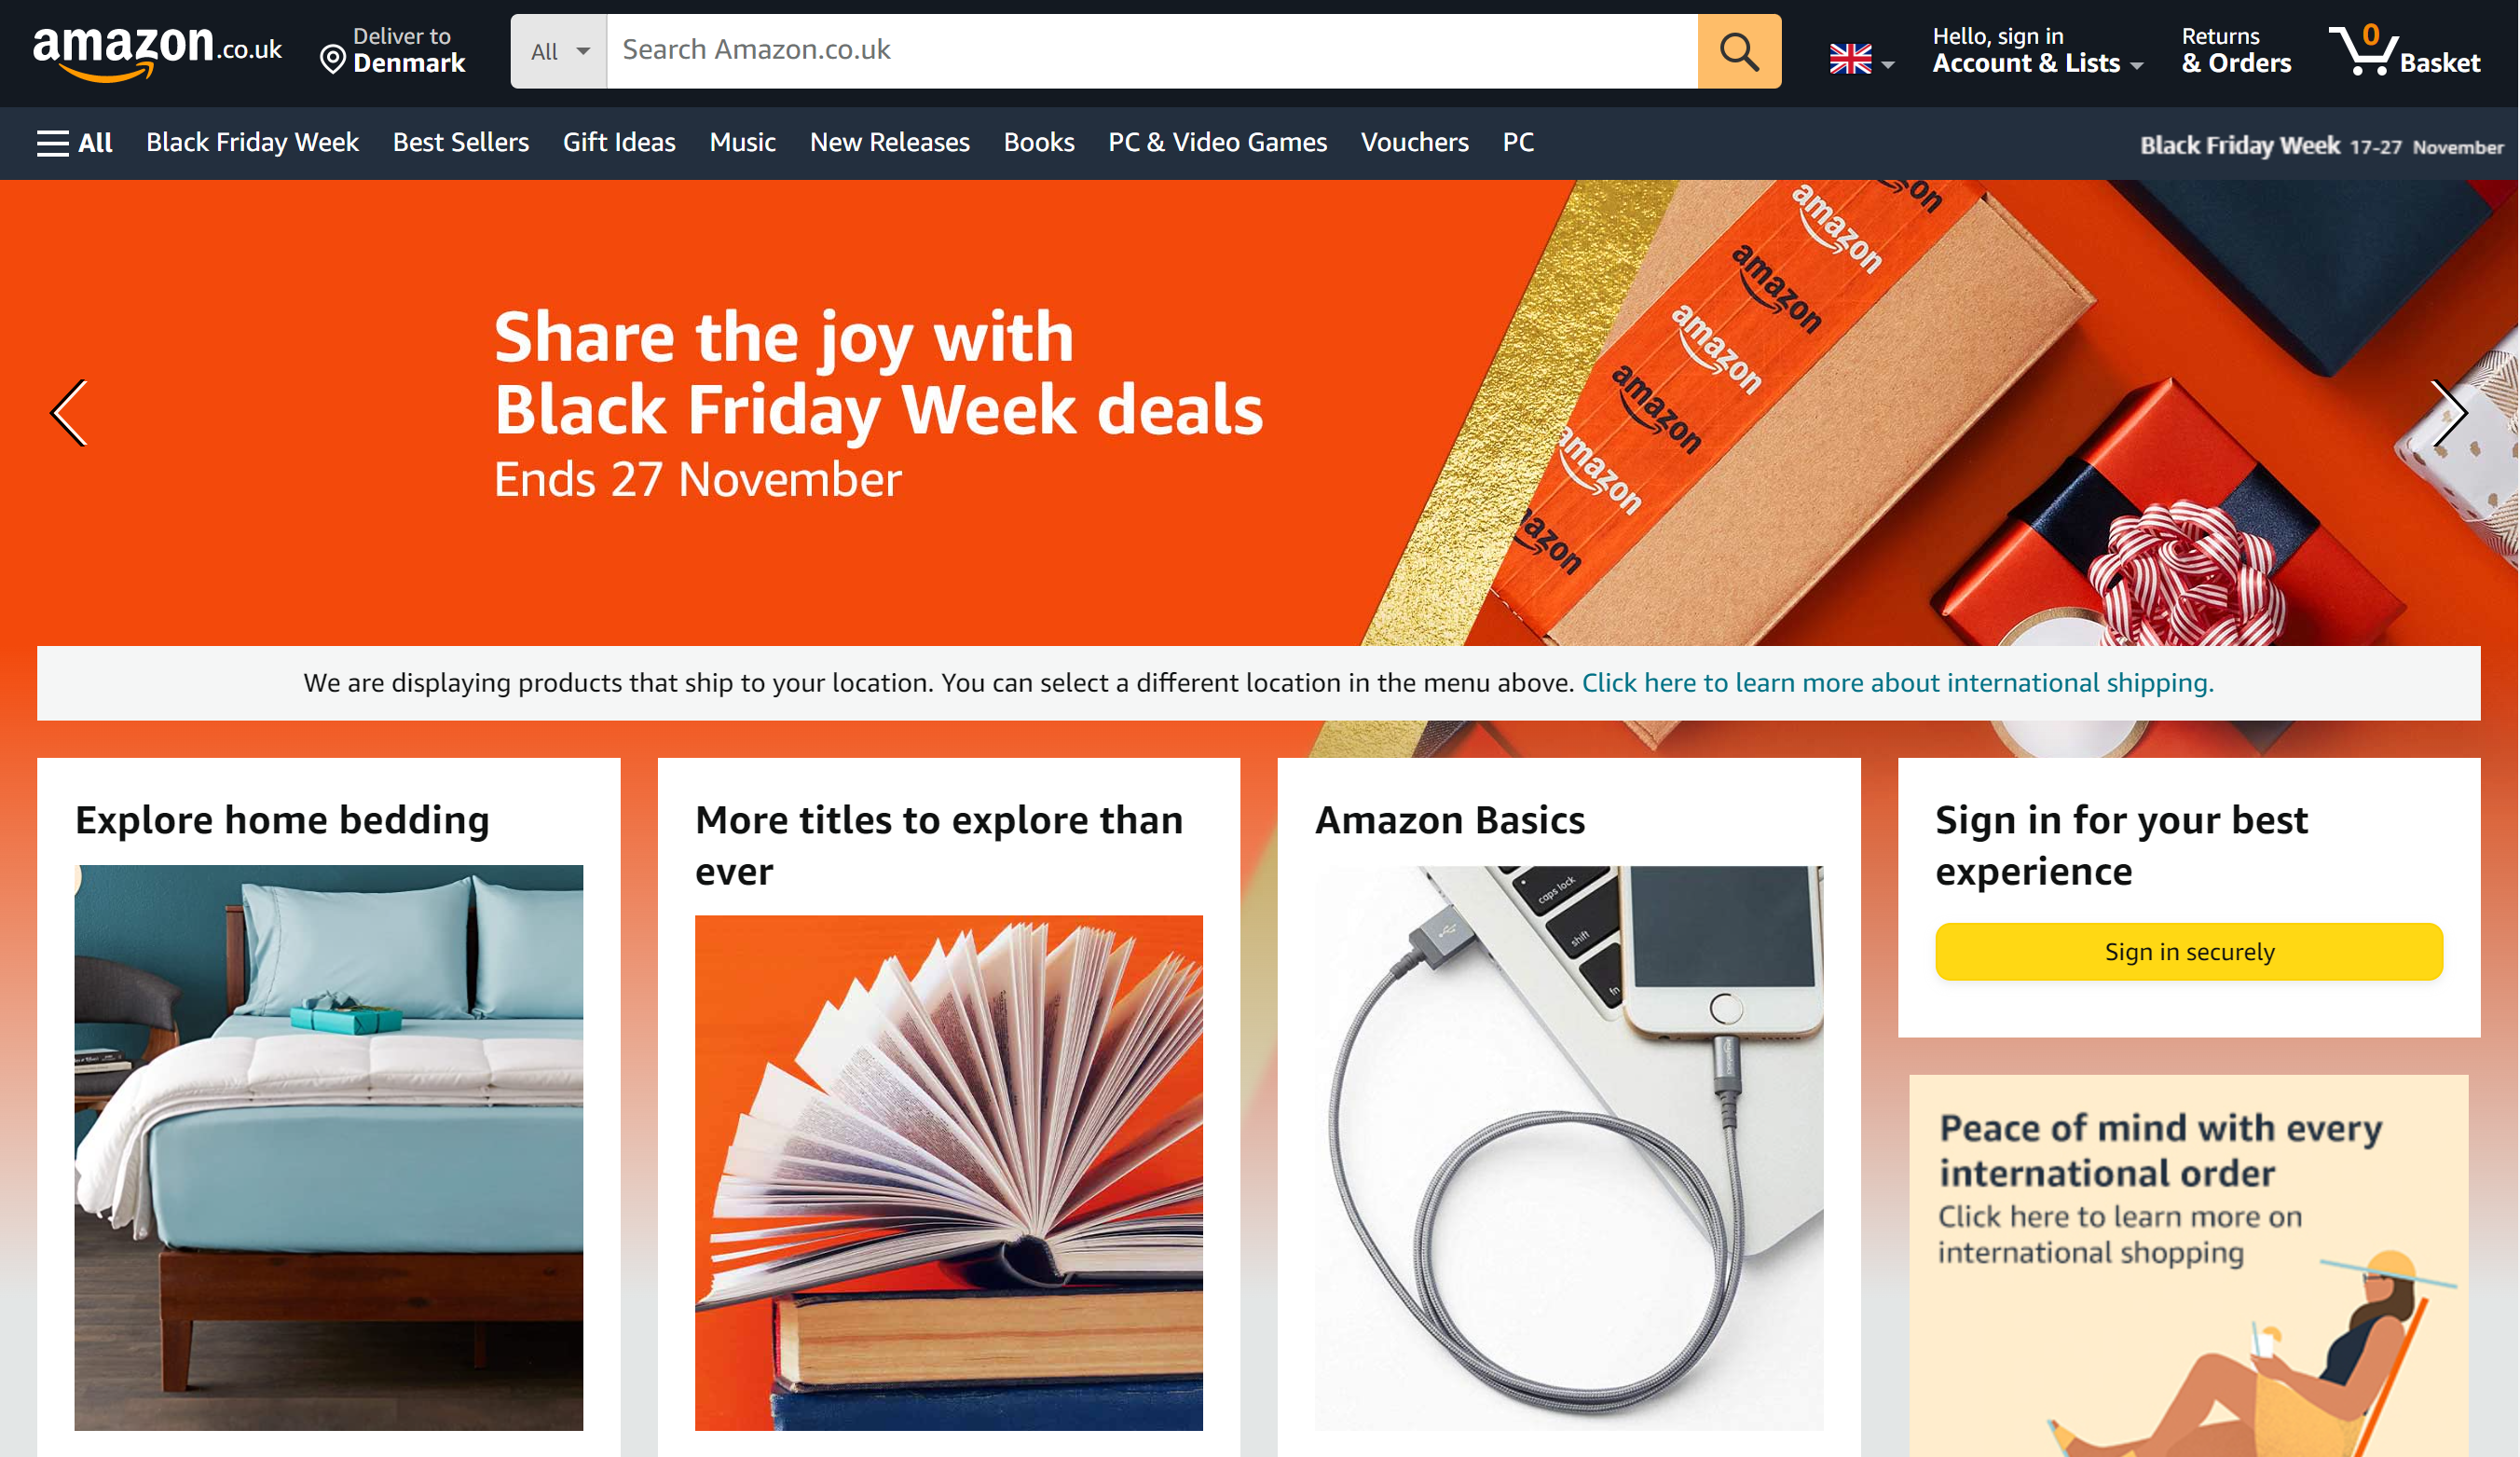 amazon.co.uk
Deliver to
Denmark
All
Search Amazon.co.uk
Hello, sign in
Account & Lists
Returns
& Orders
0
Basket
All
Black Friday Week
Best Sellers
Gift Ideas
Music
New Releases
Books
PC & Video Games
Vouchers
PC
Black Friday Week 17-27 November
Share the joy with
Black Friday Week deals
Ends 27 November
amazon
amazon
amazon
amazon
amazon
We are displaying products that ship to your location. You can select a different location in the menu above. Click here to learn more about international shipping.
Explore home bedding
More titles to explore than
ever
Amazon Basics
caps lock
shift
fn
Sign in for your best
experience
Sign in securely
Peace of mind with every
international order
Click here to learn more on
international shopping